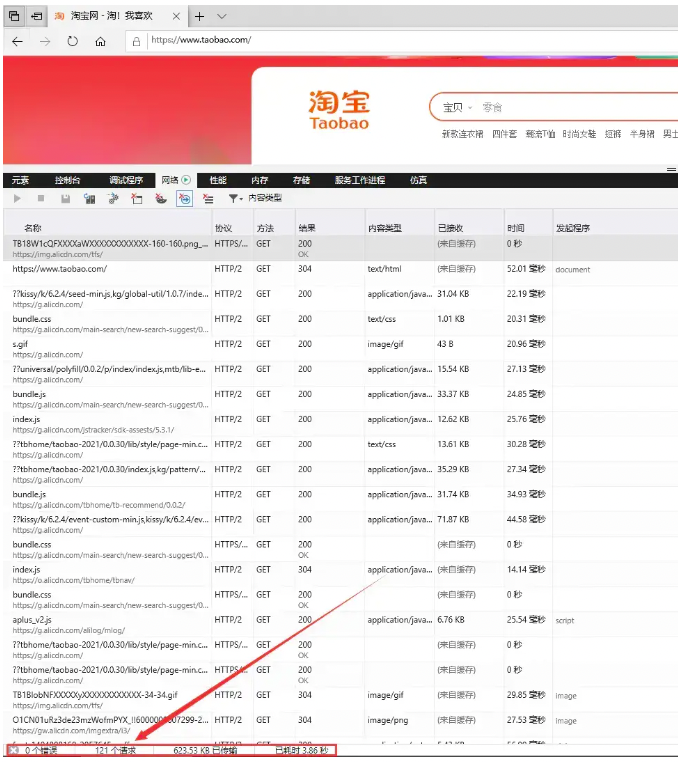 淘宝网 - 淘！我喜欢
https://www.taobao.com/
淘宝
Taobao
宝贝 零食
新款连衣裙 四件套 潮流T恤 时尚女鞋 短裤 半身裙 男士
元素 控制台 调试程序 网络 性能 内存 存储 服务工作进程 仿真
内容类型
名称 协议 方法 结果 内容类型 已接收 时间 发起程序
TB18W1cQFXXXXaWXXXXXXXXXXXX-160-160.png_... HTTPS/... GET 200 (来自缓存) 0 秒
https://img.alicdn.com/tfs/ OK
https://www.taobao.com/ HTTP/2 GET 304 text/html 52.01 毫秒 document
??kissy/k/6.2.4/seed-min.js,kg/global-util/1.0.7/inde... HTTP/2 GET 200 application/java... 31.04 KB 22.19 毫秒
https://g.alicdn.com/
bundle.css HTTP/2 GET 200 text/css 1.01 KB 20.31 毫秒
https://g.alicdn.com/main-search/new-search-suggest/0...
s.gif HTTP/2 GET 200 image/gif 43 B 20.96 毫秒
https://g.alicdn.com/
??universal/polyfill/0.0.2/p/index/index.js,mtb/lib-e... HTTP/2 GET 200 application/java... 15.54 KB 27.13 毫秒
https://g.alicdn.com/
bundle.js HTTP/2 GET 200 application/java... 33.37 KB 24.85 毫秒
https://g.alicdn.com/main-search/new-search-suggest/0...
index.js HTTP/2 GET 200 application/java... 12.62 KB 25.76 毫秒
https://g.alicdn.com/jstracker/sdk-assests/5.3.1/
??tbhome/taobao-2021/0.0.30/lib/style/page-min.c... HTTP/2 GET 200 text/css 13.61 KB 30.28 毫秒
https://g.alicdn.com/
??tbhome/taobao-2021/0.0.30/index.js,kg/pattern/... HTTP/2 GET 200 application/java... 35.29 KB 27.34 毫秒
https://g.alicdn.com/
bundle.js HTTP/2 GET 200 application/java... 31.74 KB 34.93 毫秒
https://g.alicdn.com/tbhome/tb-recommend/0.0.2/
??kissy/k/6.2.4/event-custom-min.js,kissy/k/6.2.4/ev... HTTP/2 GET 200 application/java... 71.87 KB 44.58 毫秒
https://g.alicdn.com/
bundle.css HTTPS/... GET 200 (来自缓存) 0 秒
https://g.alicdn.com/main-search/new-search-suggest/0... OK
index.js HTTP/2 GET 304 application/java... (来自缓存) 14.14 毫秒
https://g.alicdn.com/tbhome/tbnav/
bundle.css HTTPS/... GET 200 (来自缓存) 0 秒
https://g.alicdn.com/main-search/new-search-suggest/0... OK
aplus_v2.js HTTP/2 GET 200 application/java... 6.76 KB 25.54 毫秒 script
https://g.alicdn.com/alilog/mlog/
??tbhome/taobao-2021/0.0.30/lib/style/page-min.c... HTTPS/... GET 200 (来自缓存) 0 秒
https://g.alicdn.com/ OK
??tbhome/taobao-2021/0.0.30/lib/style/page-min.c... HTTPS/... GET 200 (来自缓存) 0 秒
https://g.alicdn.com/ OK
T81BlobNFXXXXXyXXXXXXXXXXXX-34-34.gif HTTP/2 GET 304 image/gif (来自缓存) 29.85 毫秒 image
https://img.alicdn.com/tfs/
HTTP/2 GET 304 image/png (来自缓存) 27.53 毫秒 image
https://gw.alicdn.com/imgextra/i3/
0 个错误 121 个请求 623.53 KB 已传输 已耗时 3.86 秒